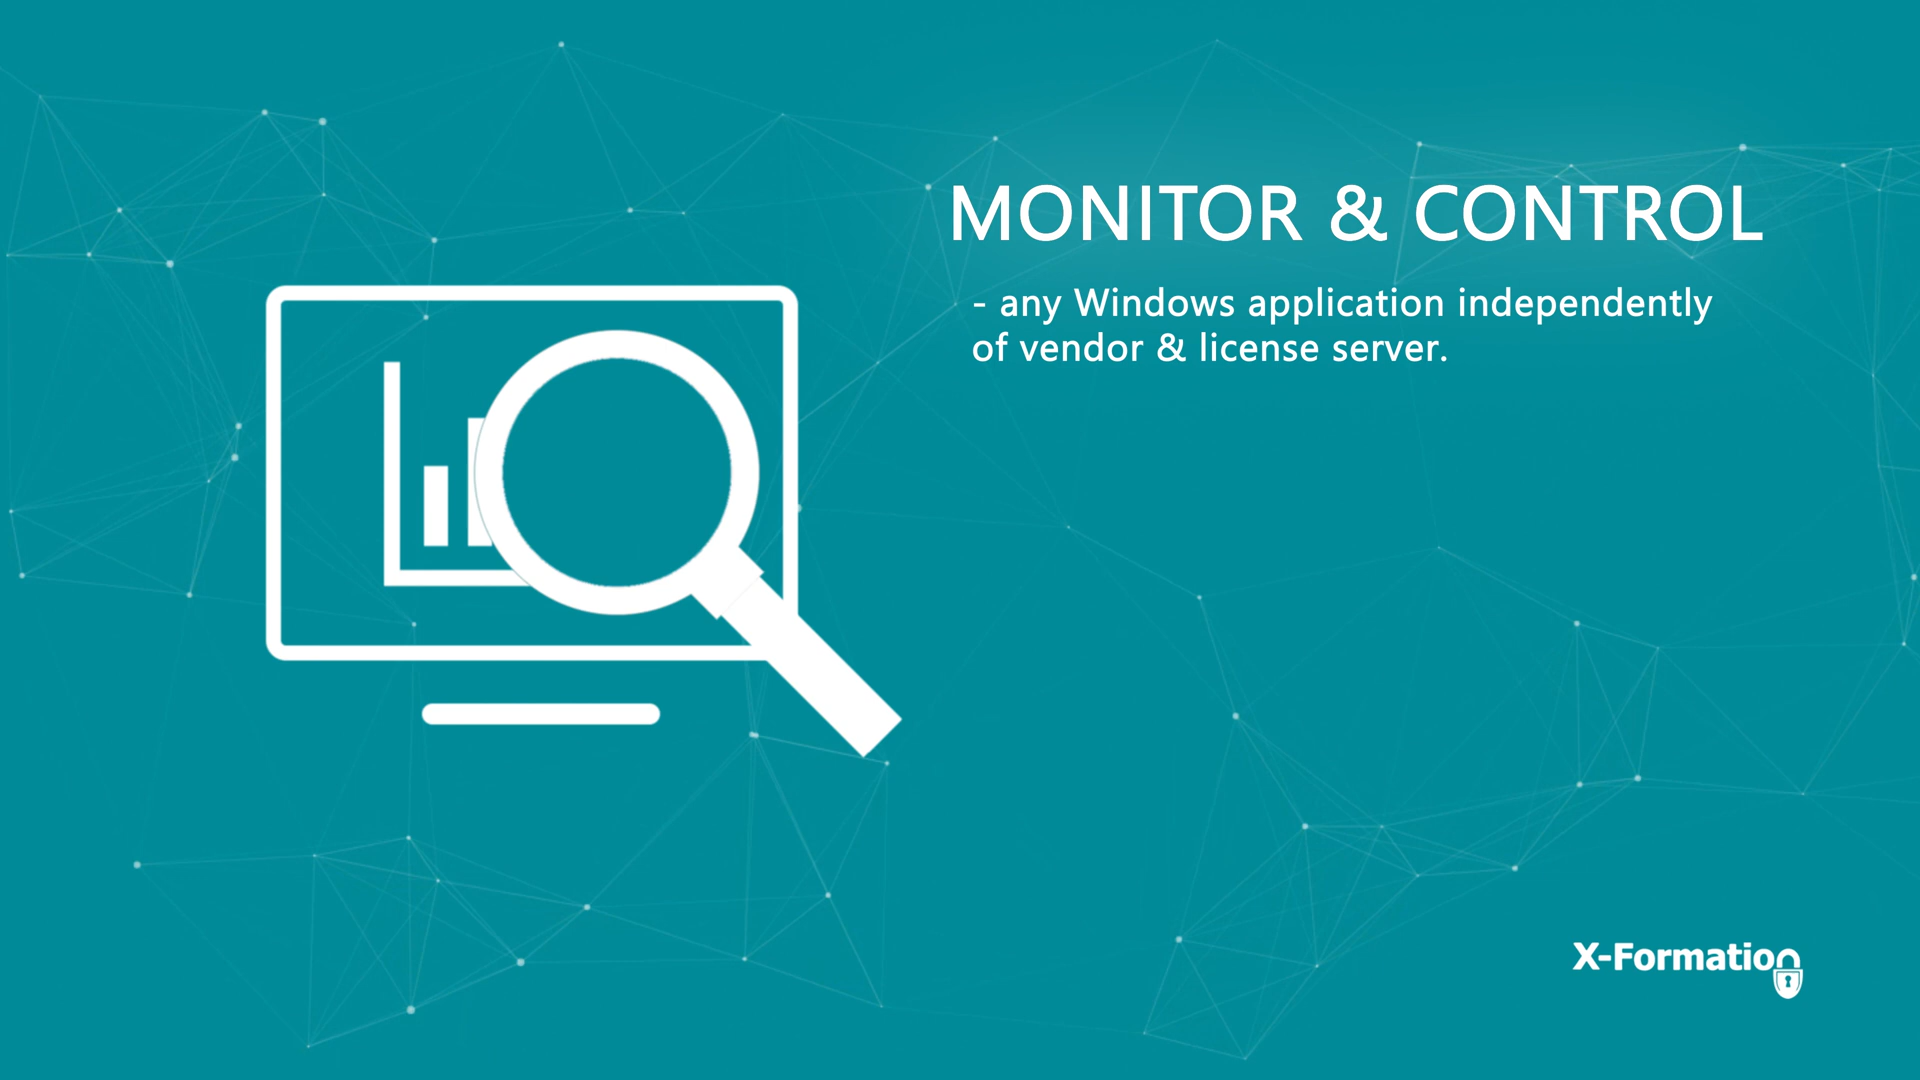 MONITOR & CONTROL
- any Windows application independently
of vendor & license server.
X-Formation